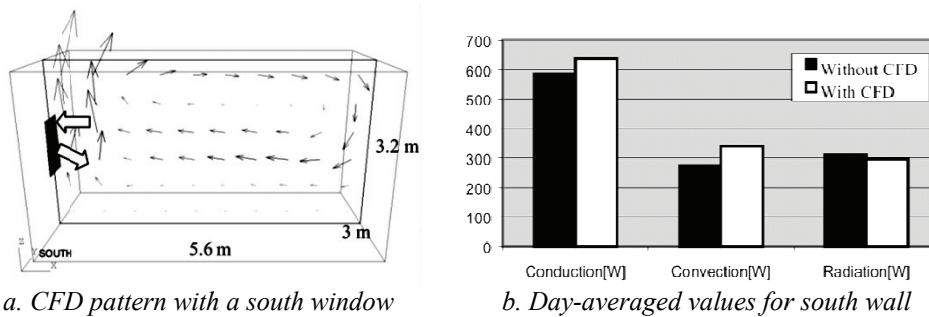 3.2 m
3 m
5.6 m
SOUTH
X
a. CFD pattern with a south window
700
600
500
400
300
200
100
0
Without CFD
With CFD
Conduction[W]
Convection[W]
Radiation[W]
b. Day-averaged values for south wall